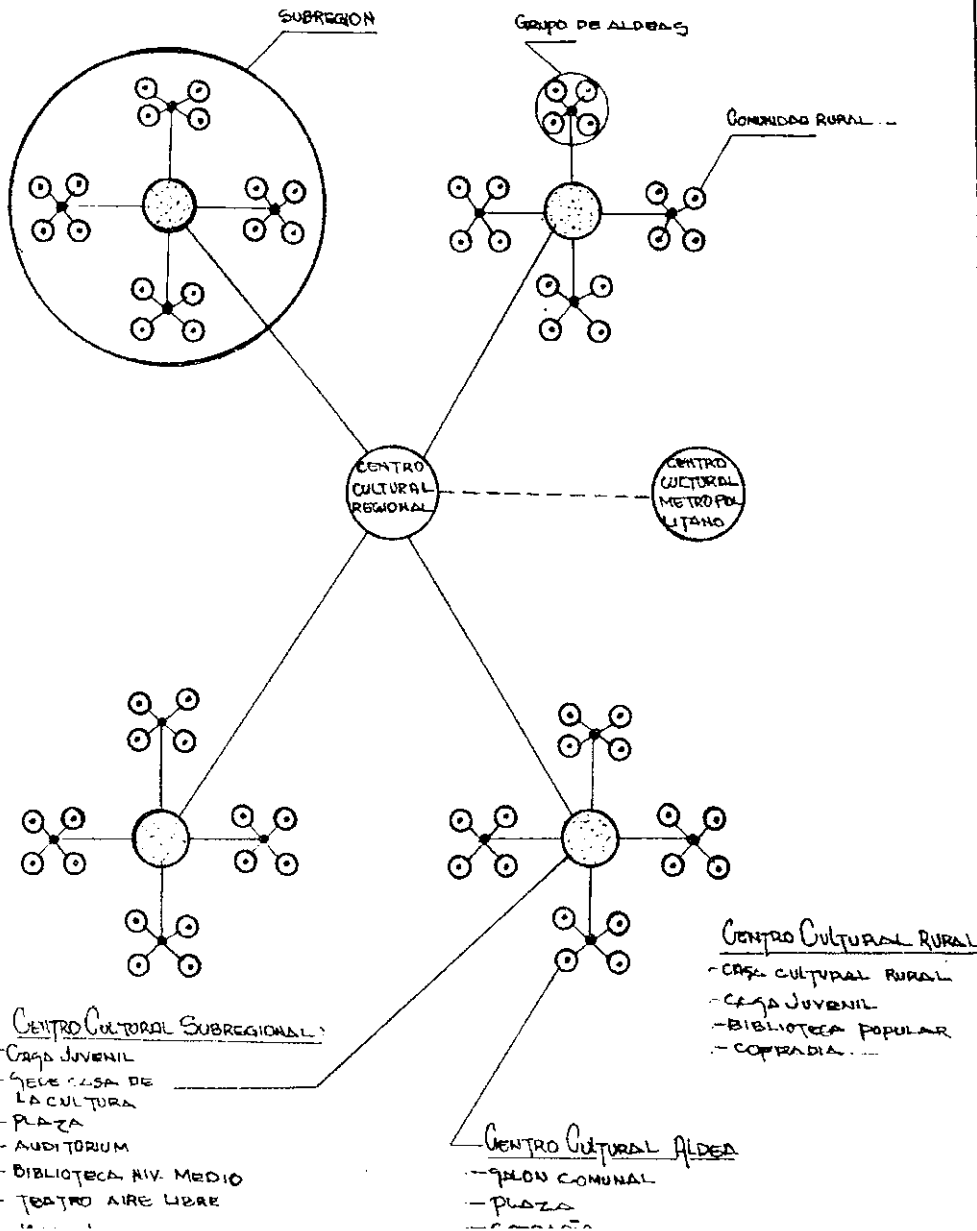 SUBREGION
GRUPO DE ALDEAS
COMUNIDAD RURAL
CENTRO
CULTURAL
REGIONAL
CENTRO
CULTURAL
METROPOL
ITANO
CENTRO CULTURAL RURAL
- CASA CULTURAL RURAL
- CASA JUVENIL
- BIBLIOTECA POPULAR
- COFRADIA
CENTRO CULTURAL SUBREGIONAL:
- CASA JUVENIL
- SEDE CASA DE
LA CULTURA
- PLAZA
- AUDITORIUM
- BIBLIOTECA NIV. MEDIO
- TEATRO AIRE LIBRE
CENTRO CULTURAL ALDEA
- SALON COMUNAL
- PLAZA